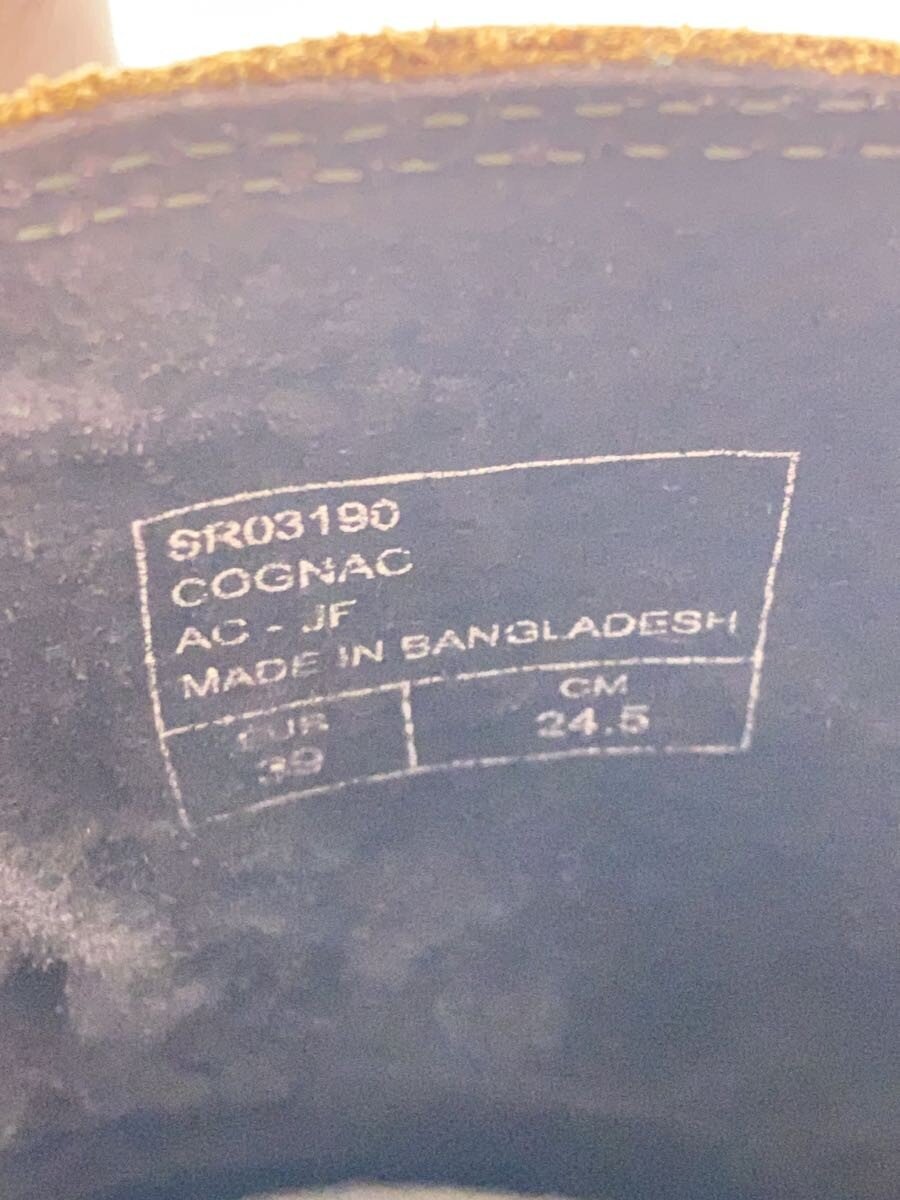 SR03190
COGNAC
AC - JF
MADE IN BANGLADESH
EUR CM
39 24.5